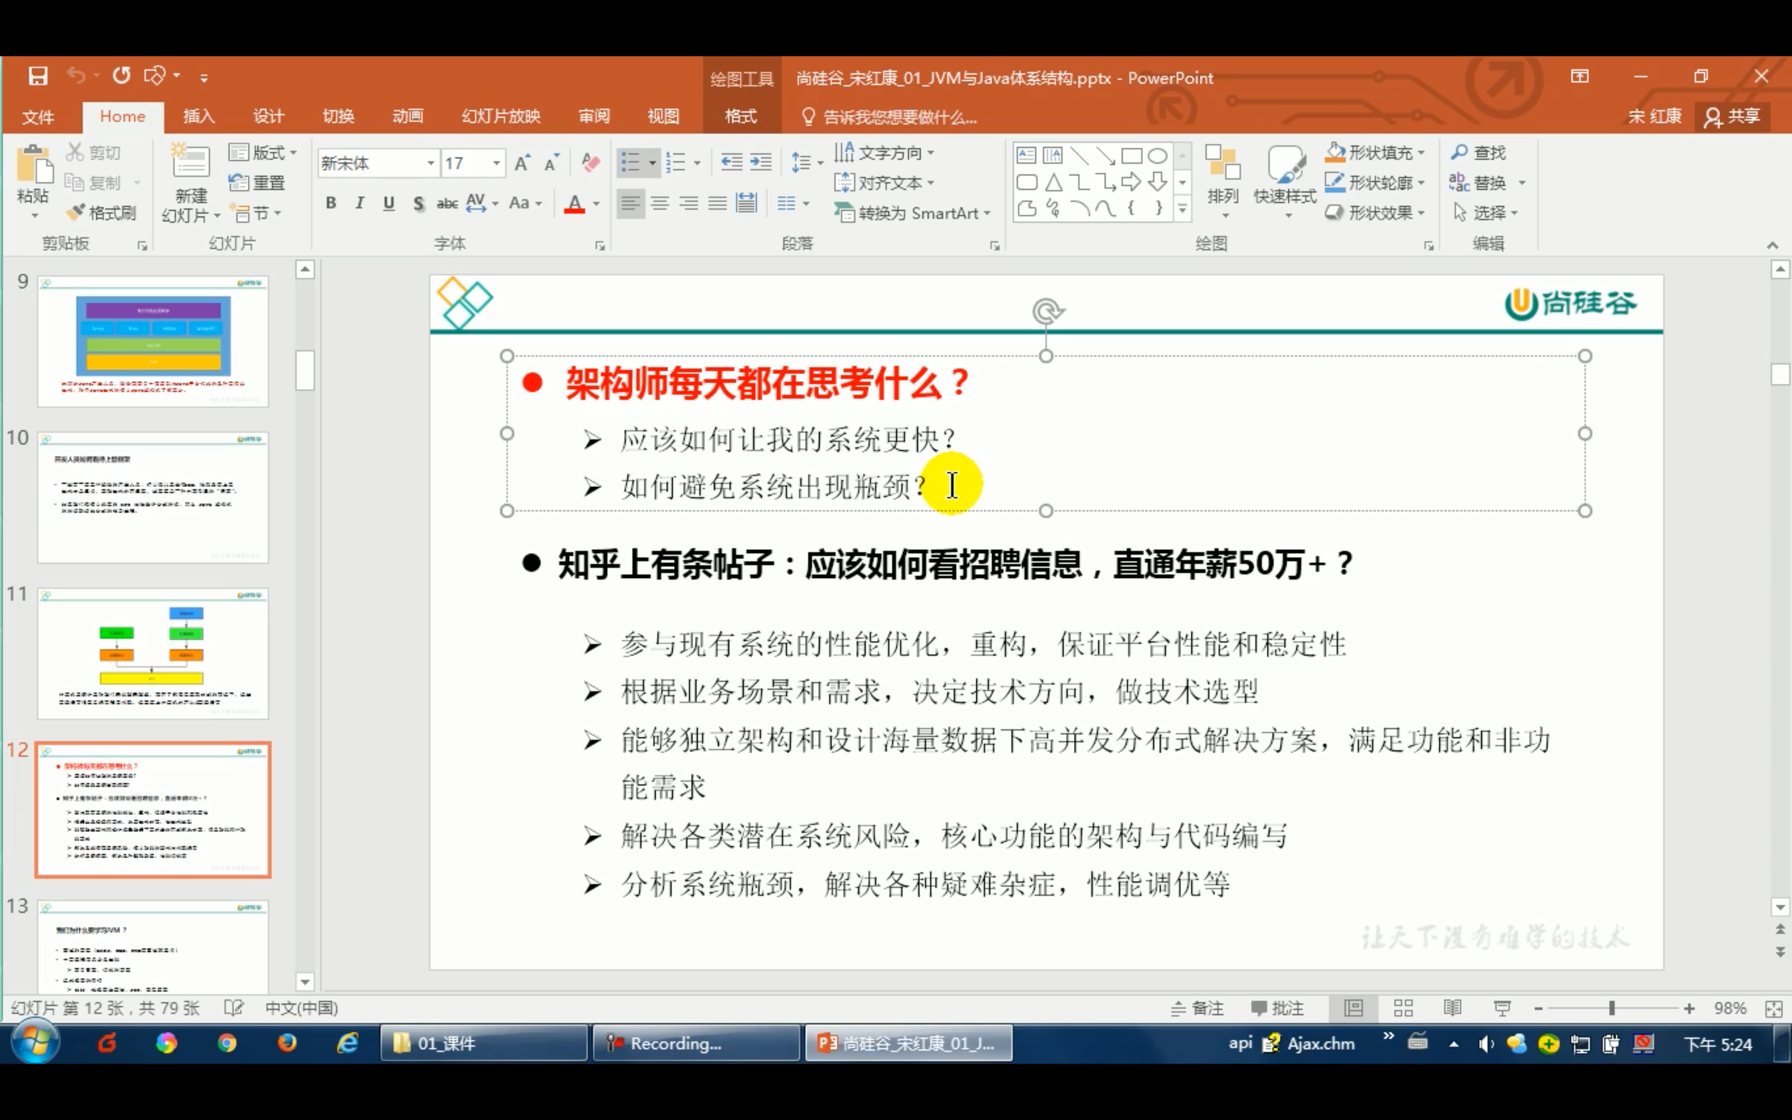 绘图工具
尚硅谷_宋红康_01_JVM与Java体系结构.pptx - PowerPoint
文件
Home
插入
设计
切换
动画
幻灯片放映
审阅
视图
格式
告诉我您想要做什么...
宋 红康
共享
粘贴
剪切
复制
格式刷
剪贴板
新建
幻灯片
版式
重置
节
幻灯片
新宋体
17
B I U S abc AV Aa A
字体
文字方向
对齐文本
转换为 SmartArt
段落
排列
快速样式
形状填充
形状轮廓
形状效果
绘图
查找
替换
选择
编辑
9
10
11
12
13
我们为什么要学习JVM？
尚硅谷
架构师每天都在思考什么？
应该如何让我的系统更快？
如何避免系统出现瓶颈？
知乎上有条帖子：应该如何看招聘信息，直通年薪50万+？
参与现有系统的性能优化，重构，保证平台性能和稳定性
根据业务场景和需求，决定技术方向，做技术选型
能够独立架构和设计海量数据下高并发分布式解决方案，满足功能和非功
能需求
解决各类潜在系统风险，核心功能的架构与代码编写
分析系统瓶颈，解决各种疑难杂症，性能调优等
让天下没有难学的技术
幻灯片 第 12 张，共 79 张
中文(中国)
备注
批注
98%
01_课件
Recording...
尚硅谷_宋红康_01_J...
api
Ajax.chm
下午 5:24